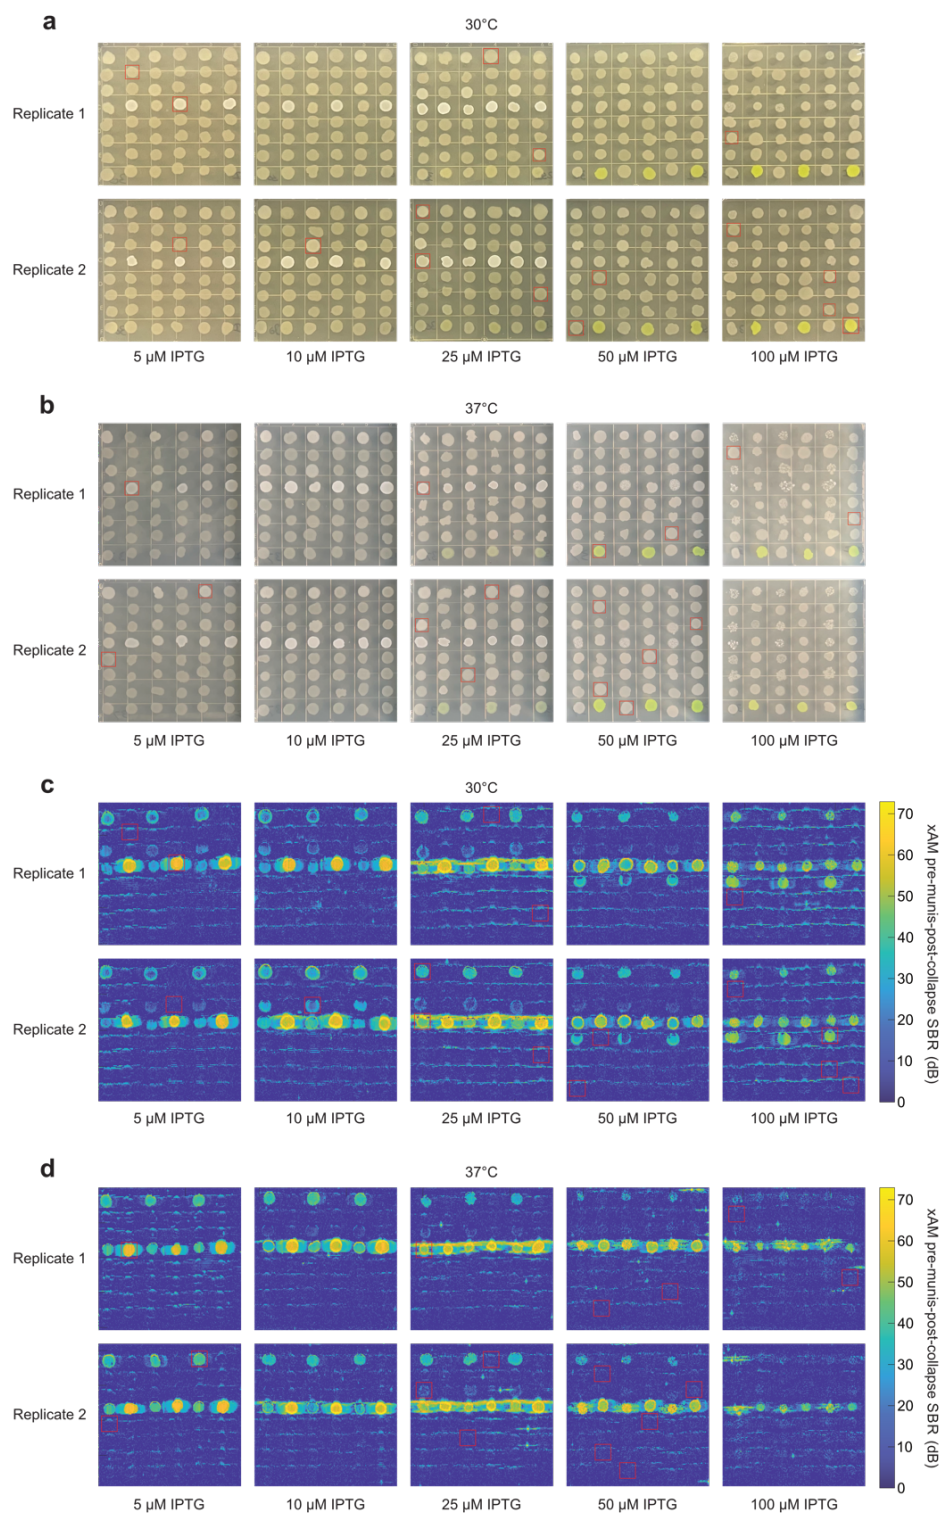 a
30°C
Replicate 1
Replicate 2
5 µM IPTG
10 µM IPTG
25 µM IPTG
50 µM IPTG
100 µM IPTG
b
37°C
Replicate 1
Replicate 2
5 µM IPTG
10 µM IPTG
25 µM IPTG
50 µM IPTG
100 µM IPTG
c
30°C
Replicate 1
Replicate 2
5 µM IPTG
10 µM IPTG
25 µM IPTG
50 µM IPTG
100 µM IPTG
70
60
50
40
30
20
10
0
xAM pre-munis-post-collapse SBR (dB)
d
37°C
Replicate 1
Replicate 2
5 µM IPTG
10 µM IPTG
25 µM IPTG
50 µM IPTG
100 µM IPTG
70
60
50
40
30
20
10
0
xAM pre-munis-post-collapse SBR (dB)